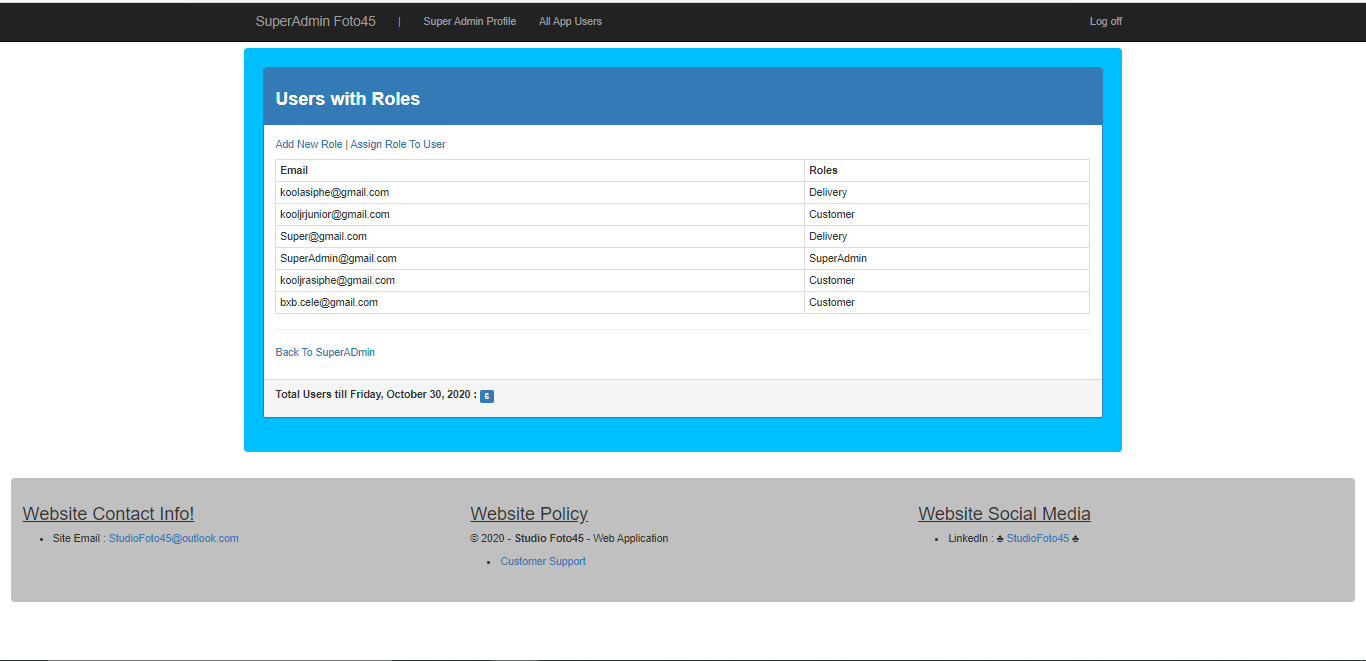 SuperAdmin Foto45 | Super Admin Profile All App Users Log off
Users with Roles
Add New Role | Assign Role To User
Email Roles
koolasiphe@gmail.com Delivery
kooljrjunior@gmail.com Customer
Super@gmail.com Delivery
SuperAdmin@gmail.com SuperAdmin
kooljrasiphe@gmail.com Customer
bxb.cele@gmail.com Customer
Back To SuperADmin
Total Users till Friday, October 30, 2020 : 6
Website Contact Info! Website Policy Website Social Media
• Site Email : StudioFoto45@outlook.com © 2020 - Studio Foto45 - Web Application • LinkedIn : ♣ StudioFoto45 ♣
• Customer Support